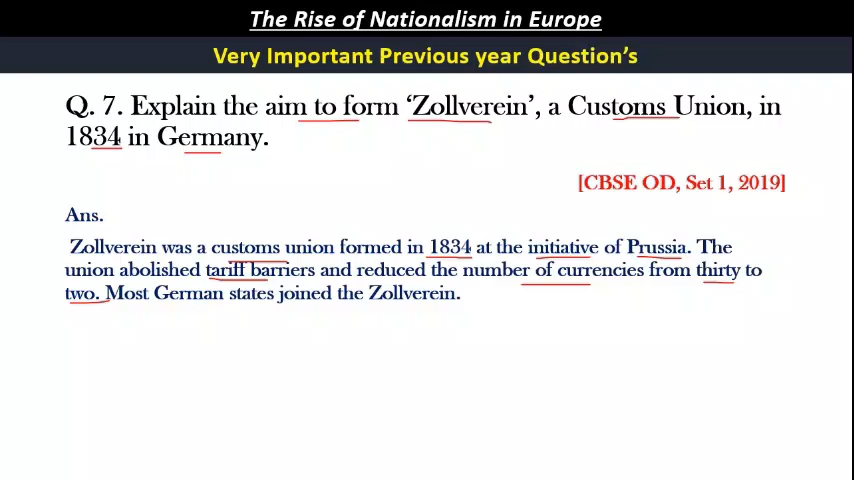 The Rise of Nationalism in Europe
Very Important Previous year Question's
Q. 7. Explain the aim to form ‘Zollverein’, a Customs Union, in
1834 in Germany.
[CBSE OD, Set 1, 2019]
Ans.
Zollverein was a customs union formed in 1834 at the initiative of Prussia. The
union abolished tariff barriers and reduced the number of currencies from thirty to
two. Most German states joined the Zollverein.